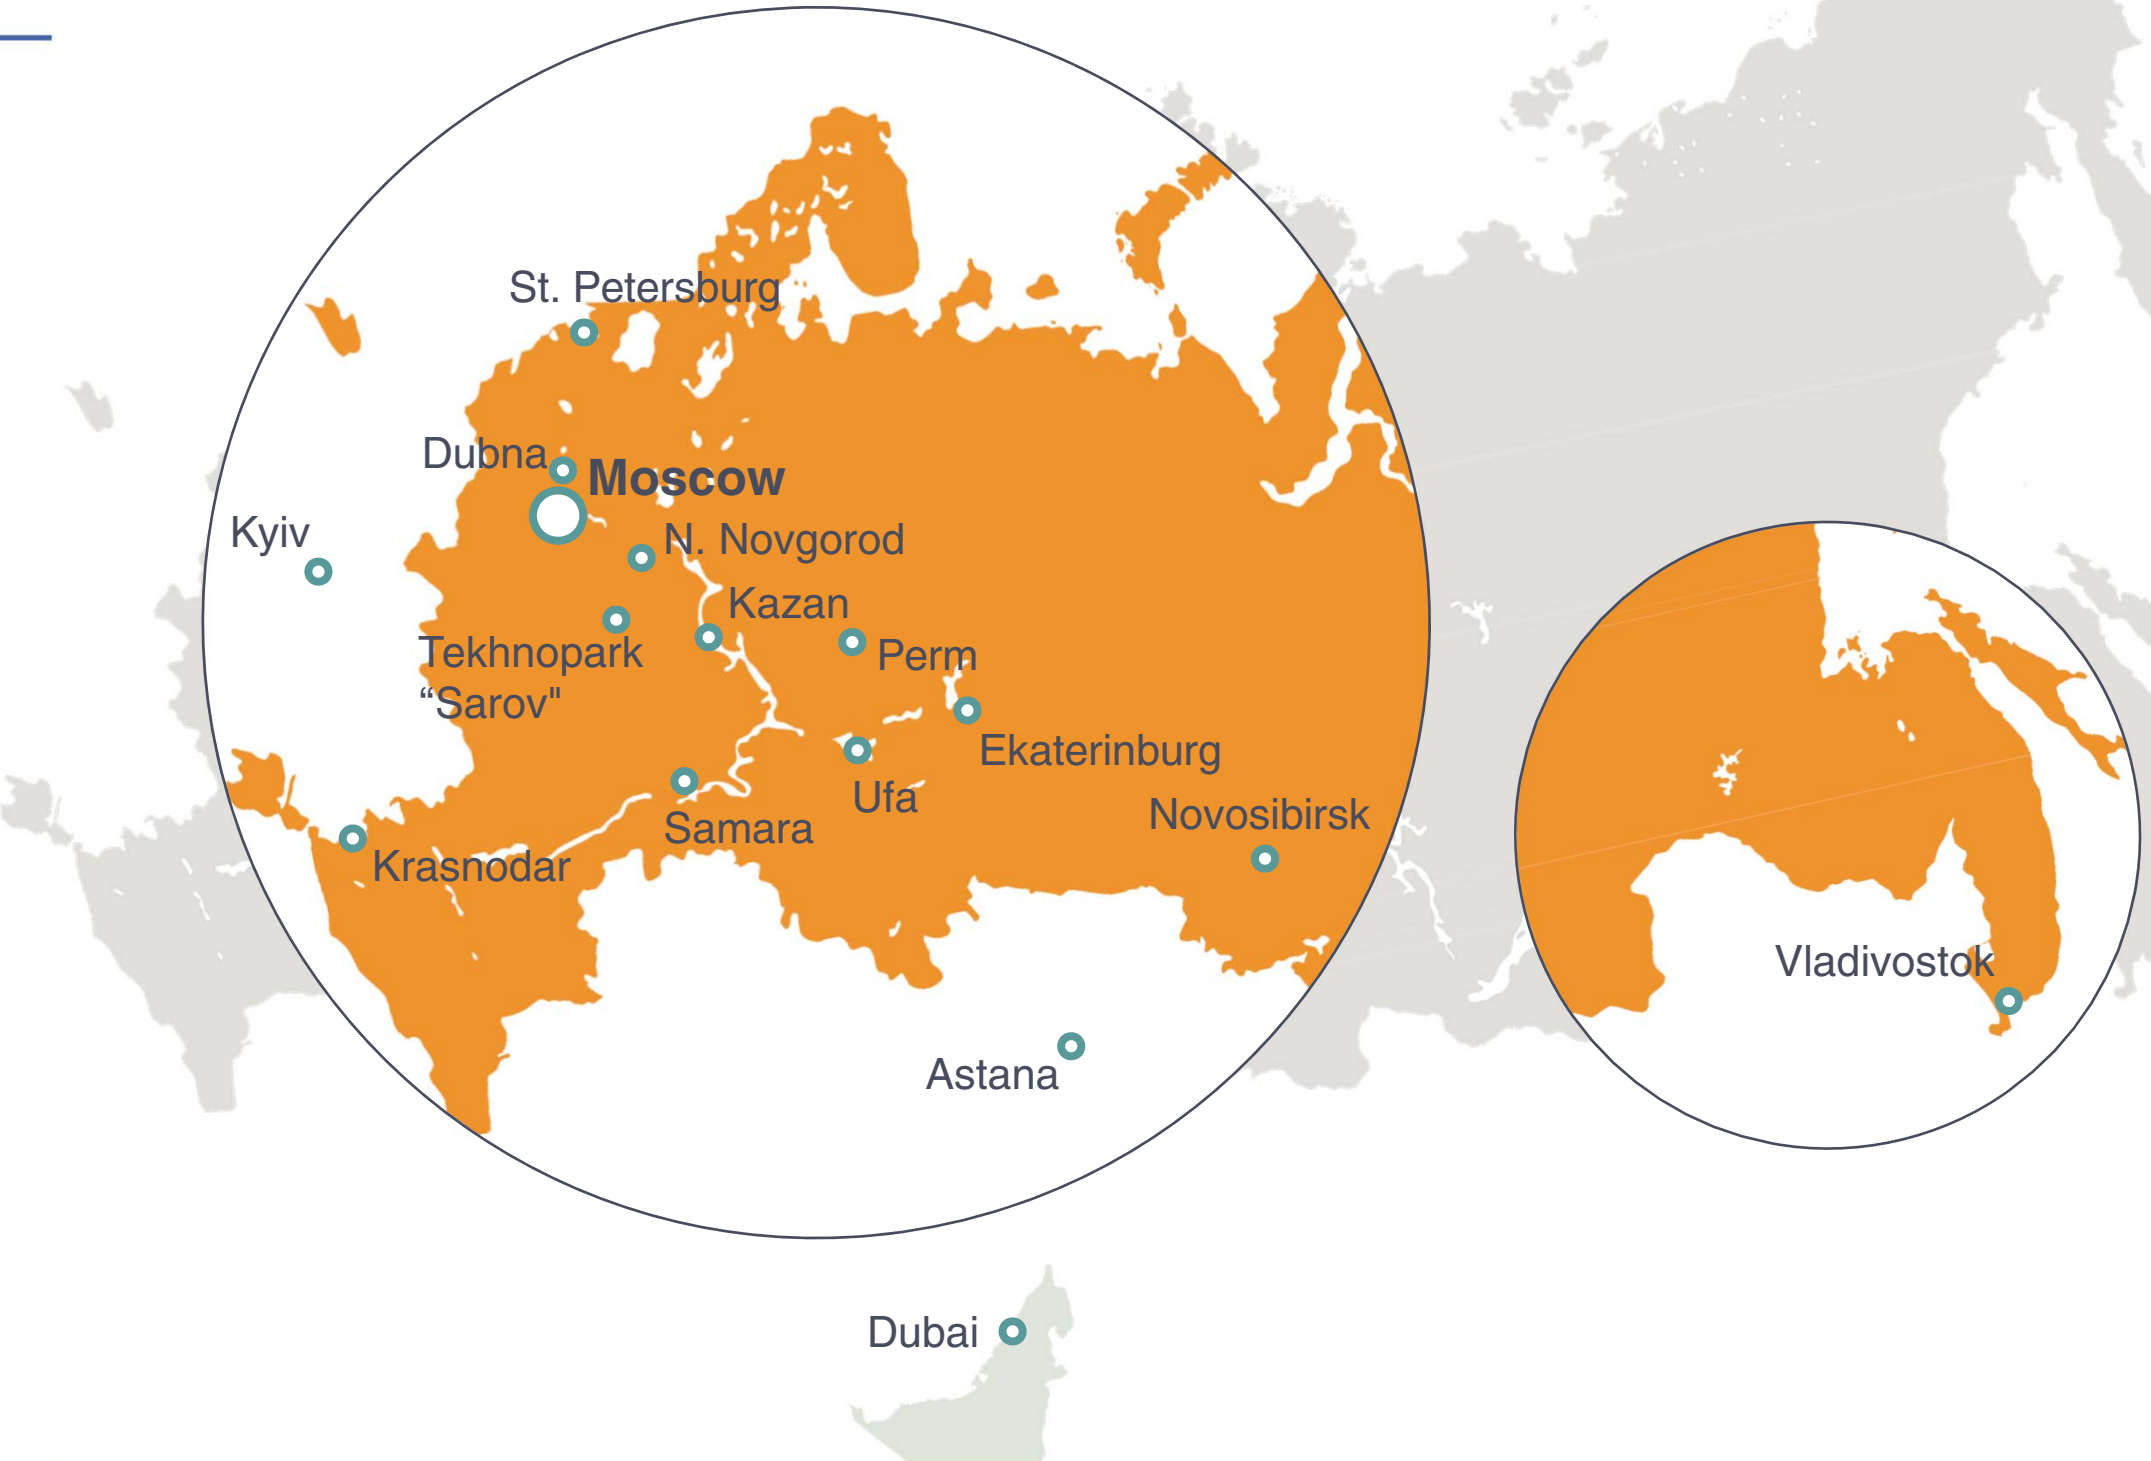 St. Petersburg
Dubna
Moscow
Kyiv
N. Novgorod
Kazan
Tekhnopark
“Sarov"
Perm
Ekaterinburg
Ufa
Samara
Novosibirsk
Krasnodar
Vladivostok
Astana
Dubai